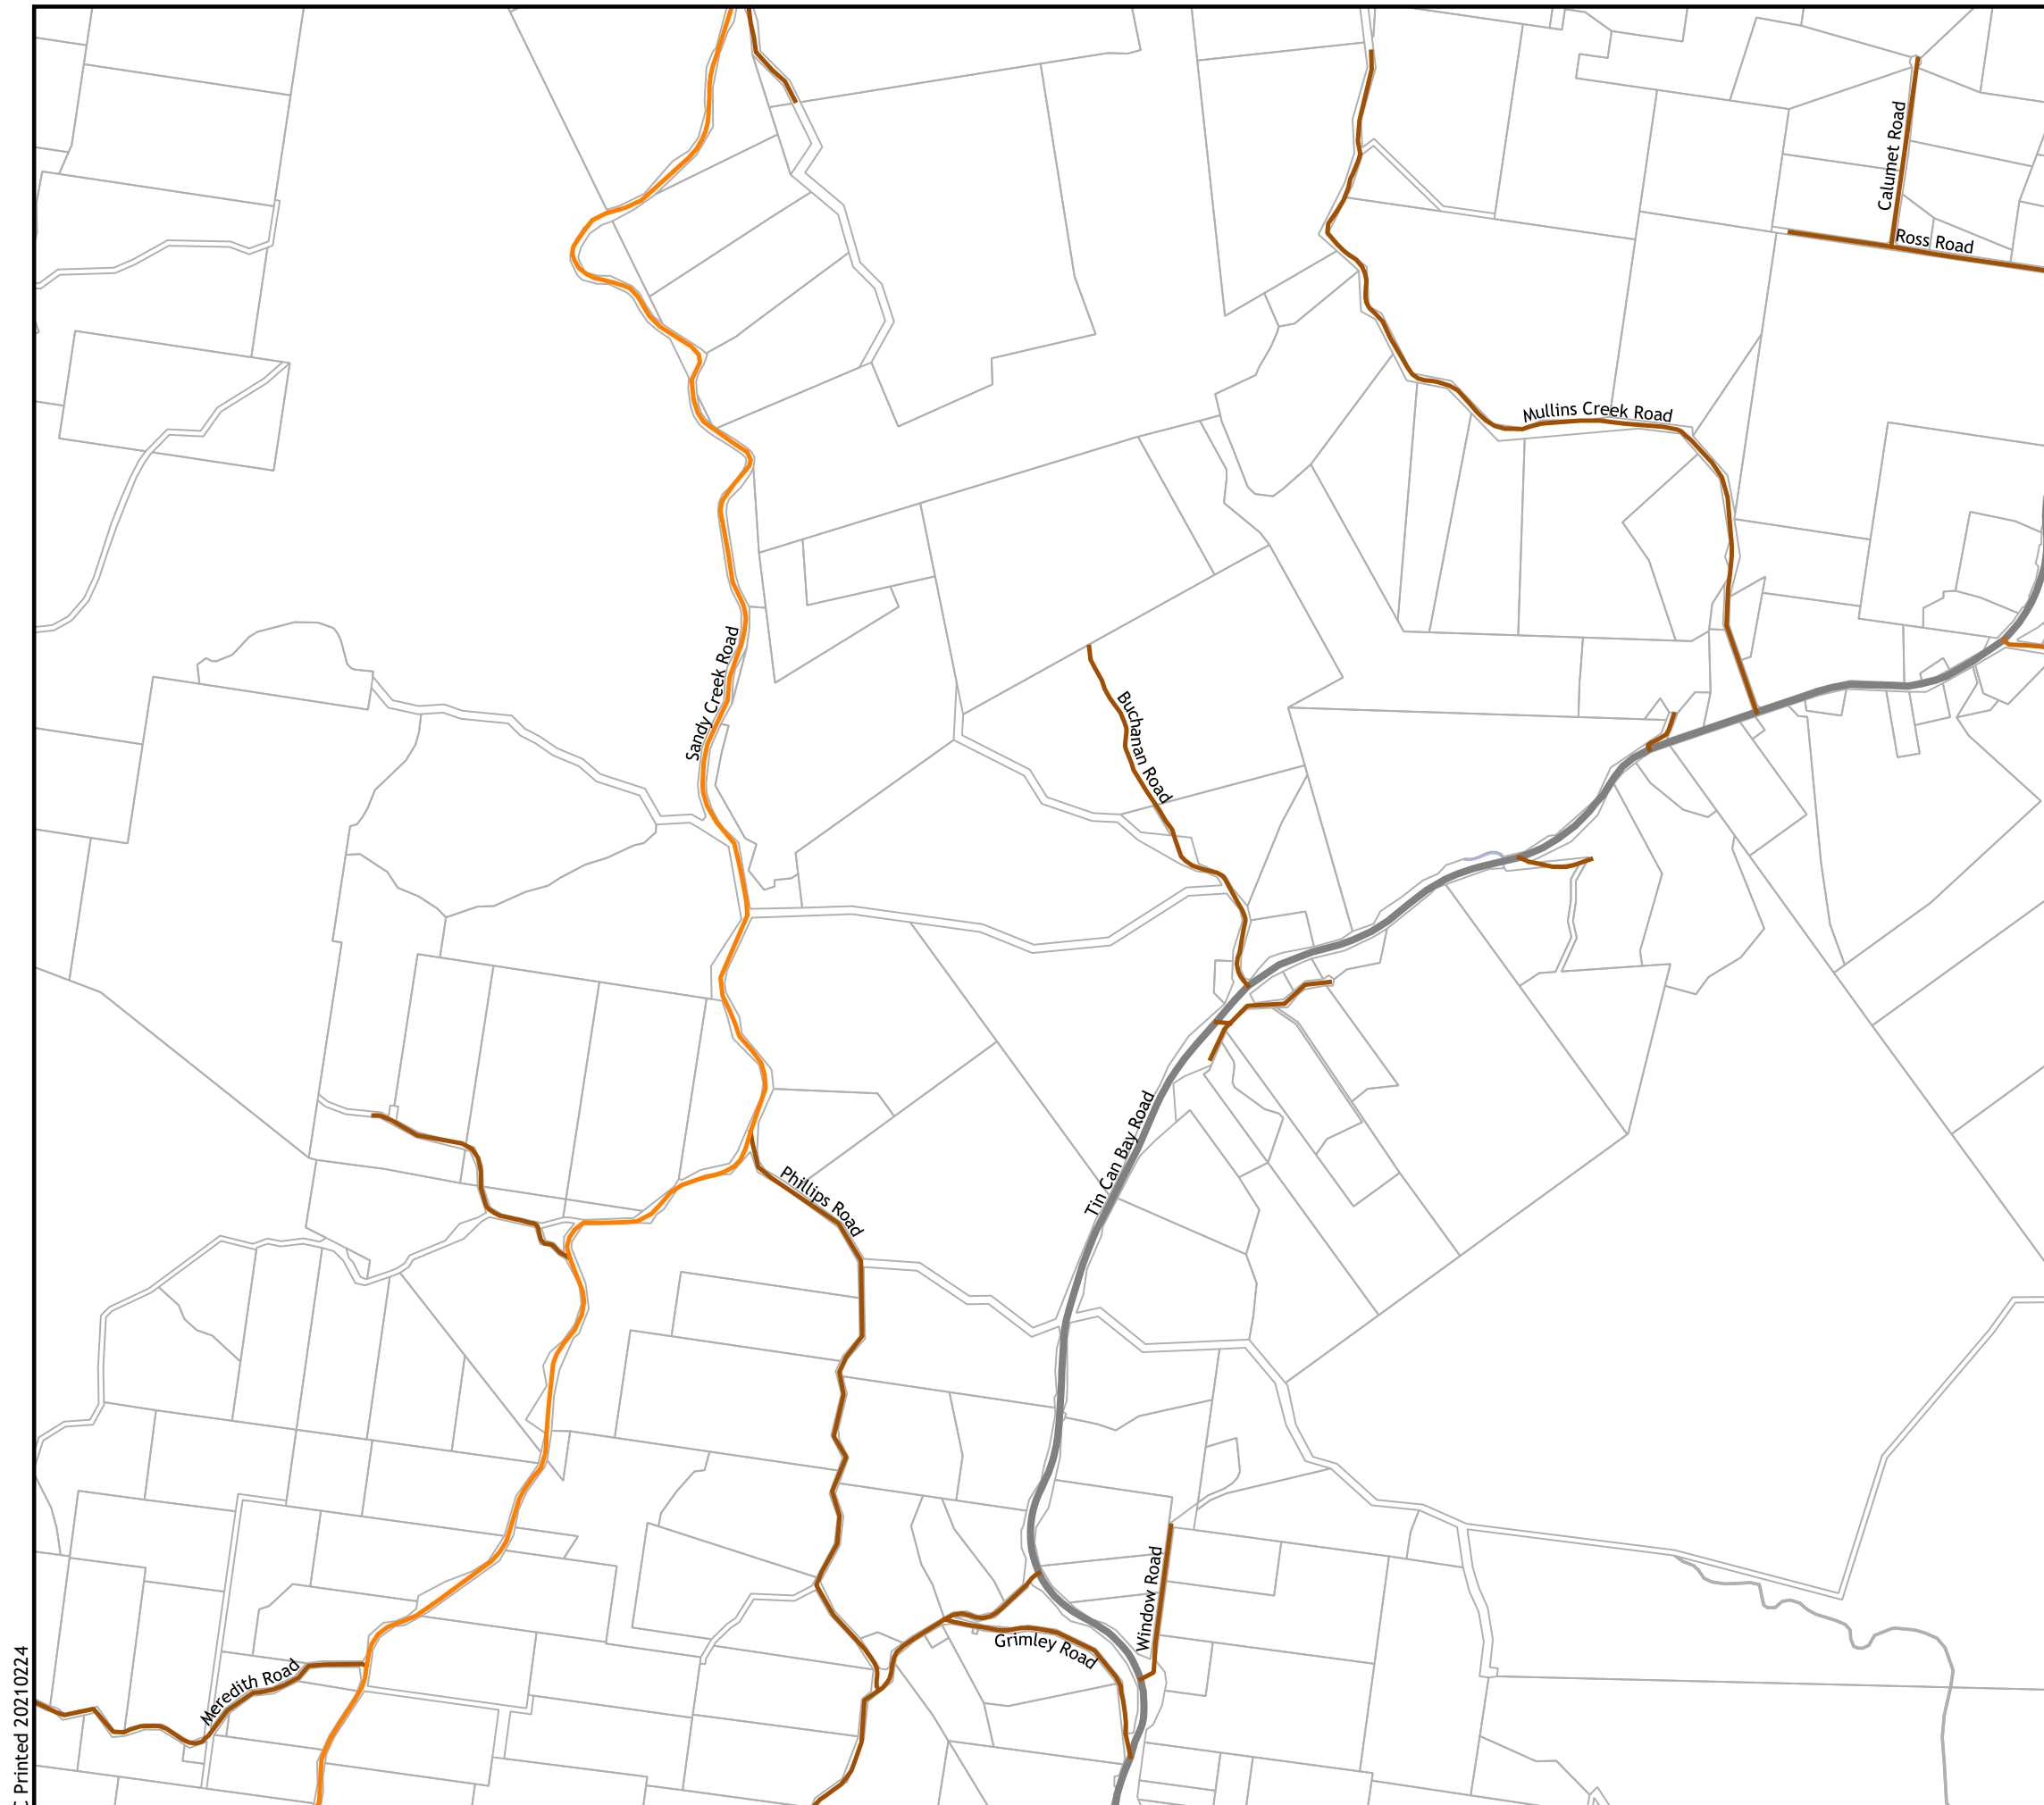 Calumet Road
Ross Road
Mullins Creek Road
Sandy Creek Road
Buchanan Road
Tin Can Bay Road
Phillips Road
Window Road
Grimley Road
Meredith Road
Printed 20210224